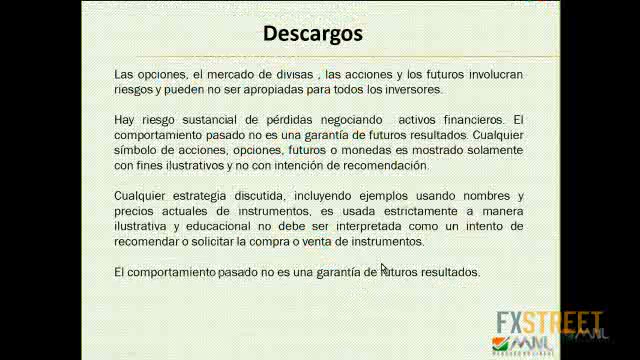 Descargos
Las opciones, el mercado de divisas , las acciones y los futuros involucran
riesgos y pueden no ser apropiadas para todos los inversores.
Hay riesgo sustancial de pérdidas negociando activos financieros. El
comportamiento pasado no es una garantía de futuros resultados. Cualquier
símbolo de acciones, opciones, futuros o monedas es mostrado solamente
con fines ilustrativos y no con intención de recomendación.
Cualquier estrategia discutida, incluyendo ejemplos usando nombres y
precios actuales de instrumentos, es usada estrictamente a manera
ilustrativa y educacional no debe ser interpretada como un intento de
recomendar o solicitar la compra o venta de instrumentos.
El comportamiento pasado no es una garantía de futuros resultados.
FXSTREET